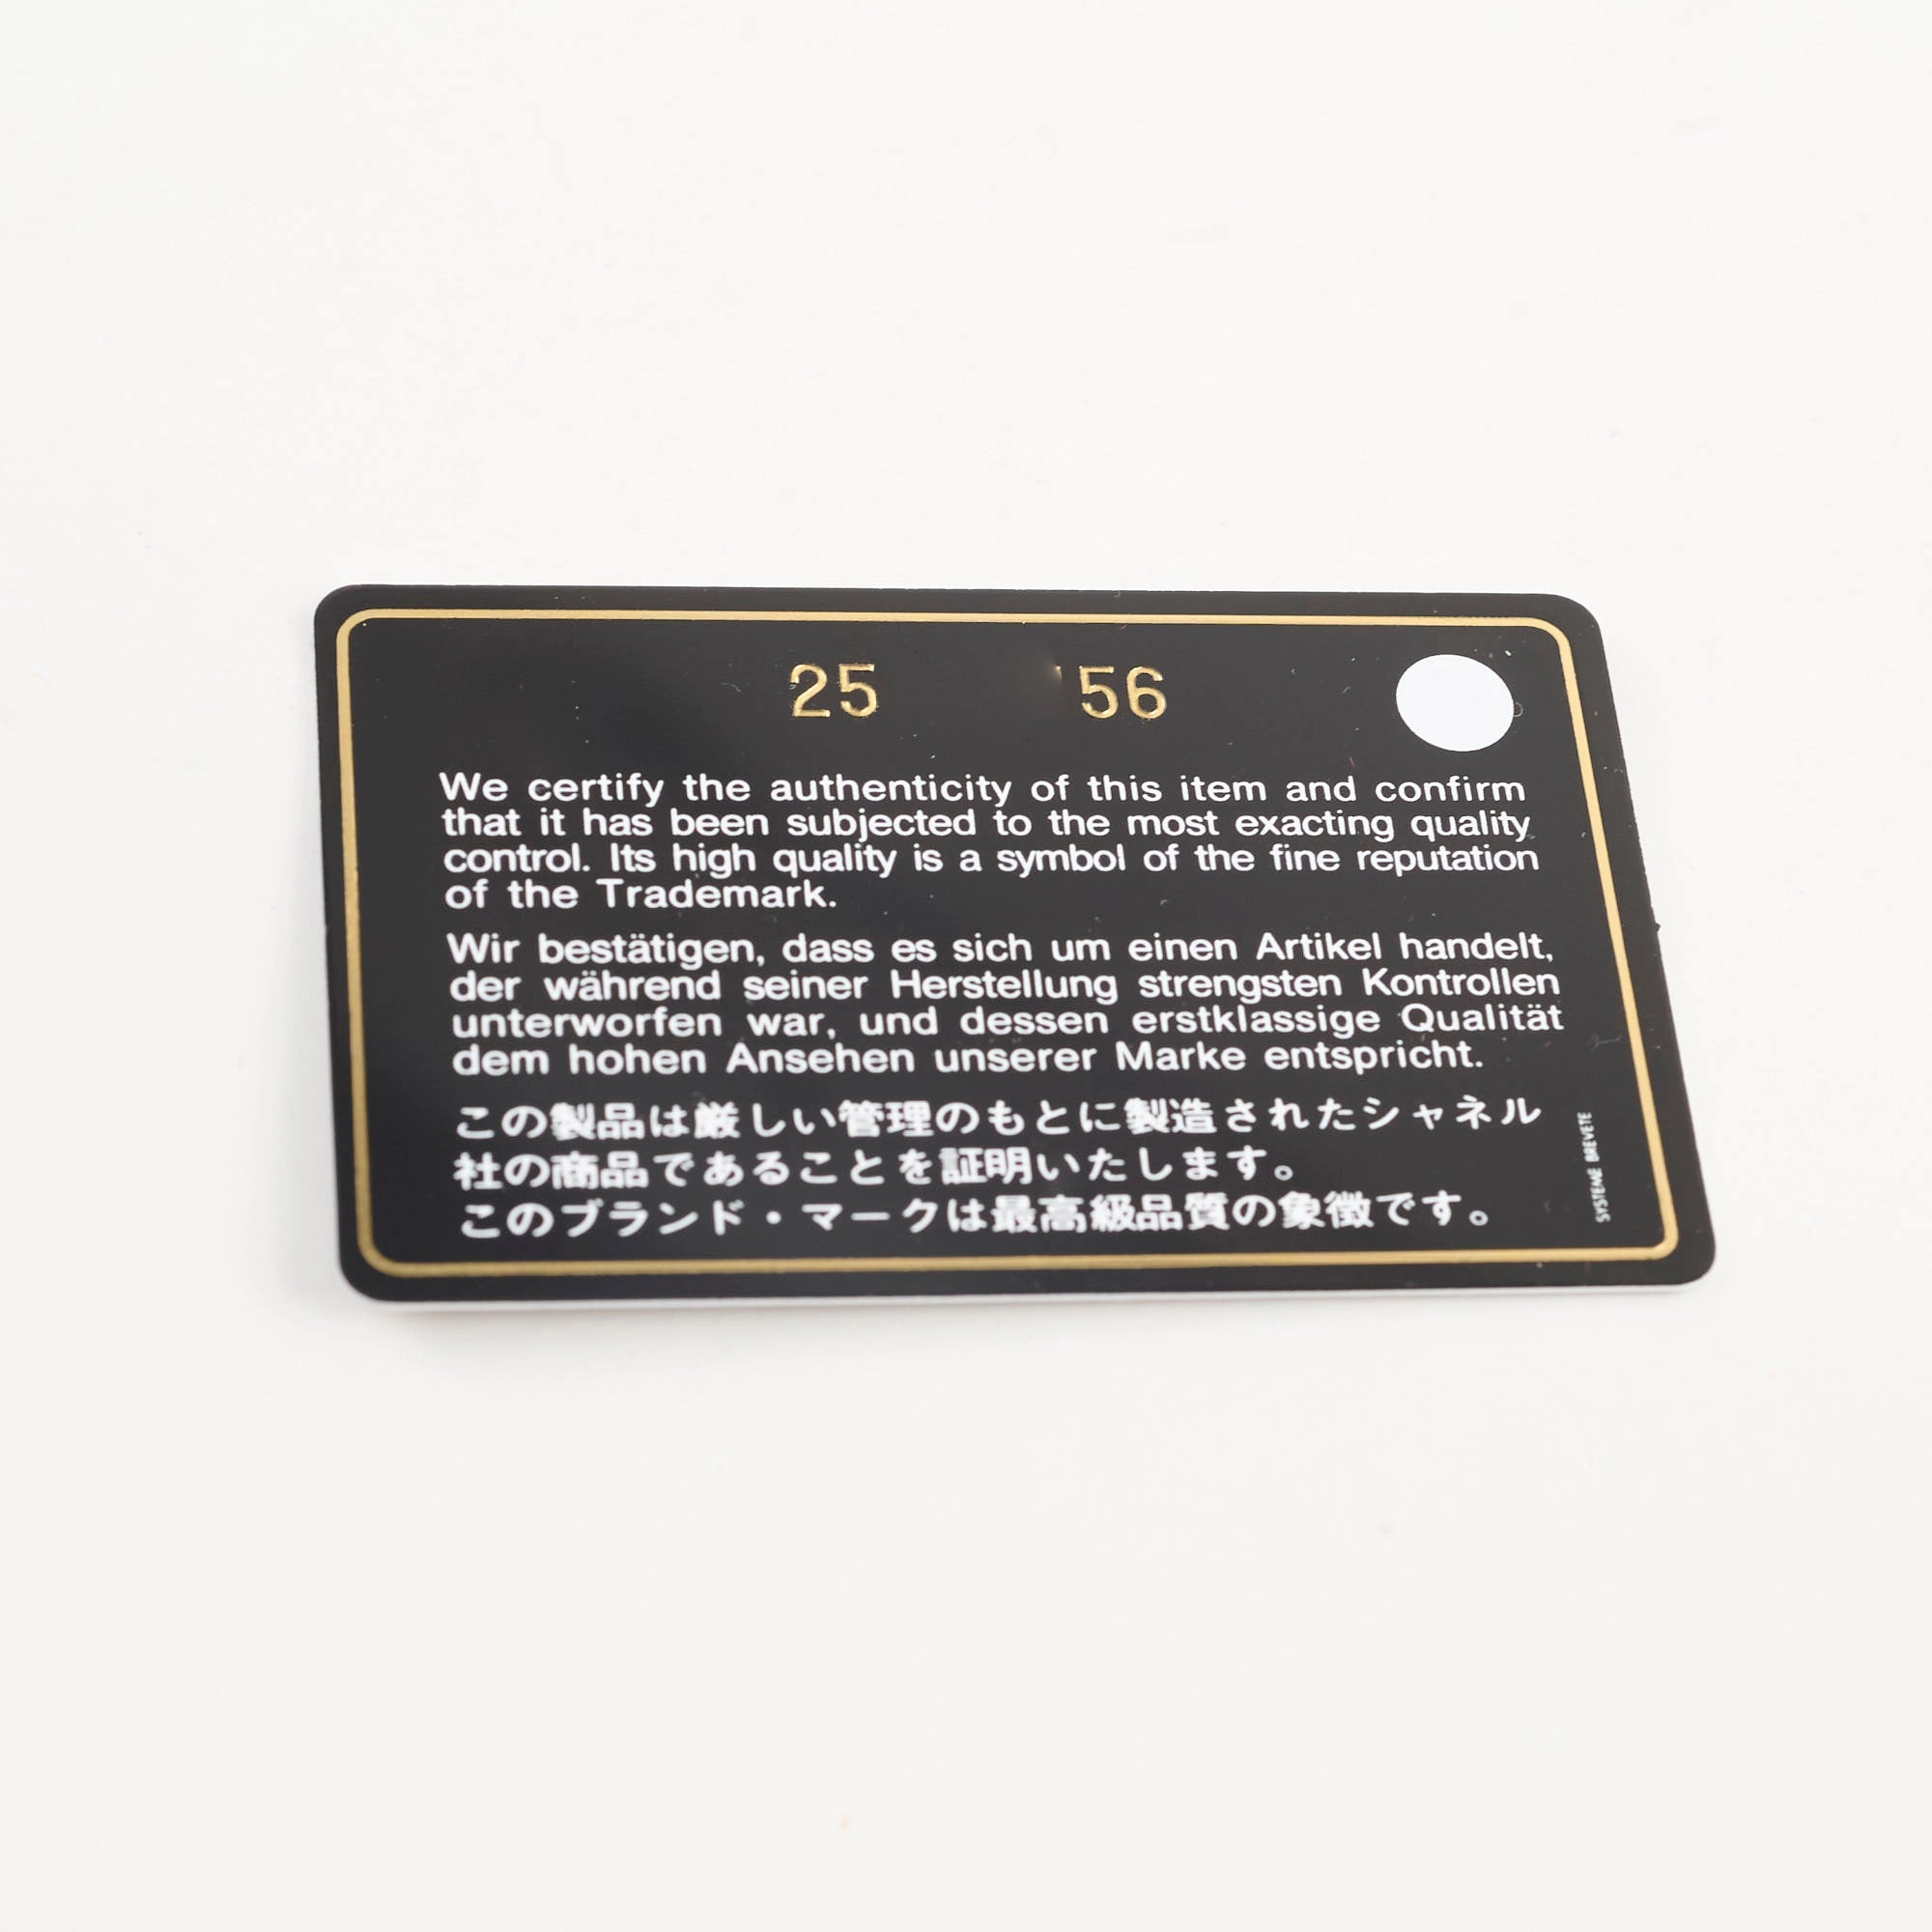 25 56
We certify the authenticity of this item and confirm
that it has been subjected to the most exacting quality
control. Its high quality is a symbol of the fine reputation
of the Trademark.
Wir bestätigen, dass es sich um einen Artikel handelt,
der während seiner Herstellung strengsten Kontrollen
unterworfen war, und dessen erstklassige Qualität
dem hohen Ansehen unserer Marke entspricht.
この製品は厳しい管理のもとに製造されたシャネル
社の商品であることを証明いたします。
このブランド・マークは最高級品質の象徴です。
SYSTEME BREVETE